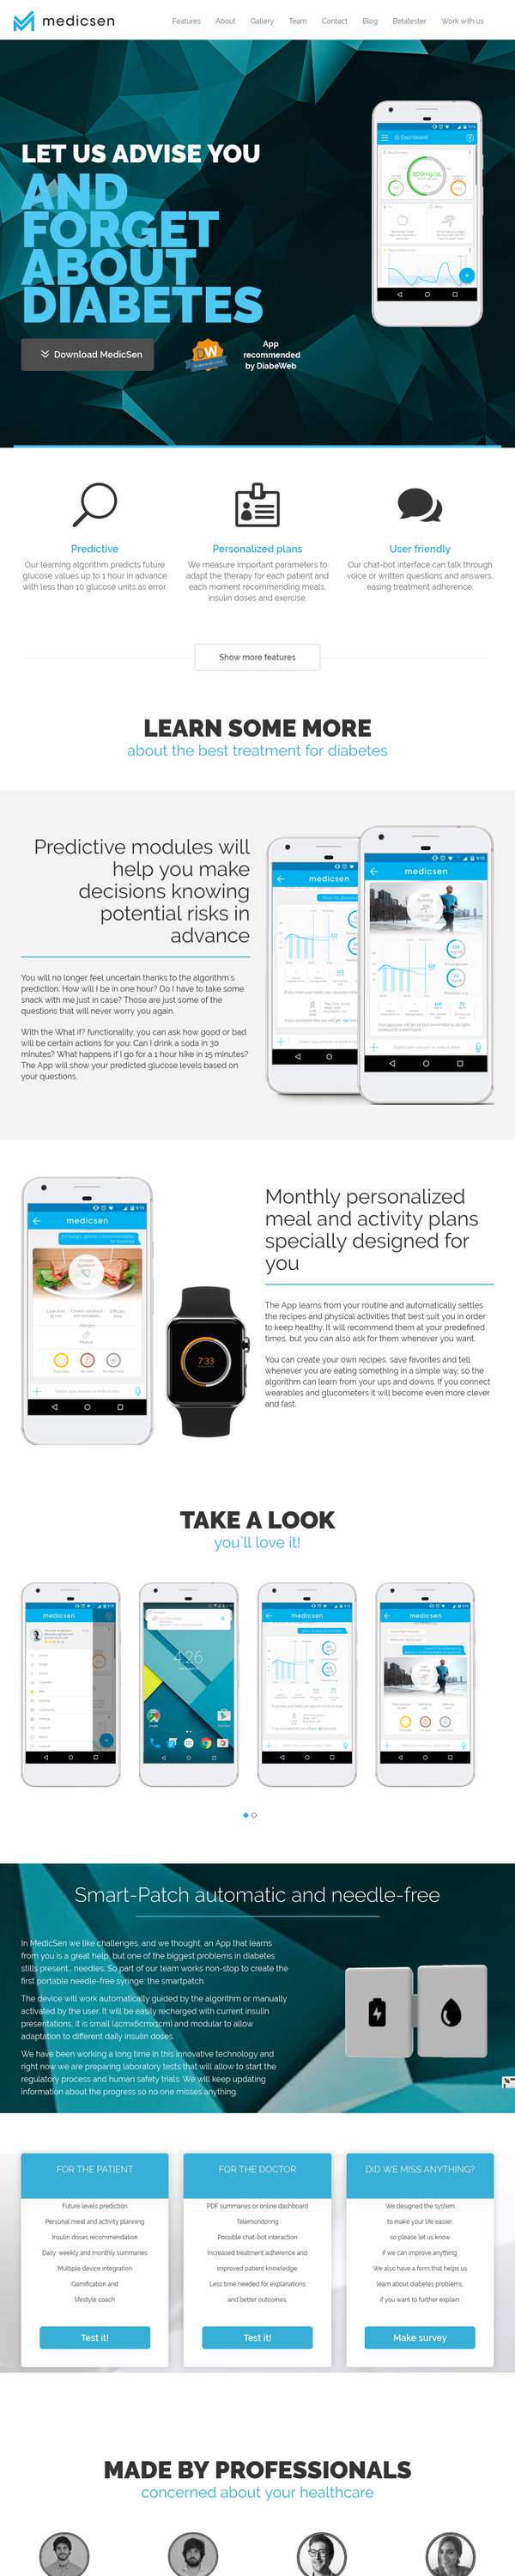 medicsen
Features About Gallery Team Contact Blog Betatester Work with us
LET US ADVISE YOU
AND
FORGET
ABOUT
DIABETES
Download MedicSen
DW
App
recommended
by DiabeWeb
Dashboard
100mg/dL
Predictive
Our learning algorithm predicts future
glucose values up to 1 hour in advance
with less than 10 glucose units as error.
Personalized plans
We measure important parameters to
adapt the therapy for each patient and
each moment recommending meals,
insulin doses and exercise.
User friendly
Our chat-bot interface can talk through
voice or written questions and answers,
easing treatment adherence.
Show more features
LEARN SOME MORE
about the best treatment for diabetes
Predictive modules will
help you make
decisions knowing
potential risks in
advance
You will no longer feel uncertain thanks to the algorithm's
prediction. How will I be in one hour? Do I have to take some
snack with me just in case? Those are just some of the
questions that will never worry you again.
With the What if? functionality, you can ask how good or bad
will be certain actions for you: Can I drink a soda in 30
minutes? What happens if I go for a 1 hour hike in 15 minutes?
The App will show your predicted glucose levels based on
your questions.
medicsen
medicsen
Monthly personalized
meal and activity plans
specially designed for
you
The App learns from your routine and automatically settles
the recipes and physical activities that best suit you in order
to keep healthy. It will recommend them at your predefined
times, but you can also ask for them whenever you want.
You can create your own recipes, save favorites and tell
whenever you are eating something in a simple way, so the
algorithm can learn from your ups and downs. If you connect
wearables and glucometers it will become even more clever
and fast.
medicsen
7:33
TAKE A LOOK
you'll love it!
medicsen
4:26
medicsen
medicsen
Smart-Patch automatic and needle-free
In MedicSen we like challenges, and we thought, an App that learns
from you is a great help, but one of the biggest problems in diabetes
stills present... needles. So part of our team works non-stop to create the
first portable needle-free syringe: the smartpatch.
The device will work automatically guided by the algorithm or manually
activated by the user. It will be easily recharged with current insulin
presentations, it is small (4cmx6cmx1cm) and modular to allow
adaptation to different daily insulin doses.
We have been working a long time in this innovative technology and
right now we are preparing laboratory tests that will allow to start the
regulatory process and human safety trials. We will keep updating
information about the progress so no one misses anything.
FOR THE PATIENT
Future levels prediction
Personal meal and activity planning
Insulin doses recommendation
Daily, weekly and monthly summaries
Multiple device integration
Gamification and
lifestyle coach
Test it!
FOR THE DOCTOR
PDF summaries or online dashboard
Telemonitoring
Possible chat-bot interaction
Increased treatment adherence and
improved patient knowledge
Less time needed for explanations
and better outcomes
Test it!
DID WE MISS ANYTHING?
We designed the system
to make your life easier,
so please let us know
if we can improve anything
We also have a form that helps us
learn about diabetes problems,
if you want to further explain
Make survey
MADE BY PROFESSIONALS
concerned about your healthcare